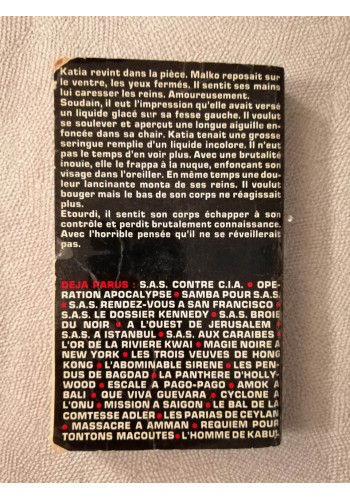 Katia revint dans la pièce. Malko reposait sur
le ventre, les yeux fermés. Il sentit ses mains
lui caresser les reins. Amoureusement.
Soudain, il eut l'impression qu'elle avait versé
un liquide glacé sur sa fesse gauche. Il voulut
se soulever et apercut une longue aiguille en-
foncée dans sa chair. Katia tenait une grosse
seringue remplie d'un liquide incolore. Il n'eut
pas le temps d'en voir plus. Avec une brutalité
inouie, elle le frappa à la nuque, enfonçant son
visage dans l'oreiller. En même temps une dou-
leur lancinante monta de ses reins. Il voulut
bouger mais le bas de son corps ne réagissait
plus.
Etourdi, il sentit son corps échapper à son
contrôle et perdit brutalement connaissance.
Avec l'horrible pensée qu'il ne se réveillerait
pas.
DEJA PARUS : S.A.S. CONTRE C.I.A. • OPE-
RATION APOCALYPSE • SAMBA POUR S.A.S.
• S.A.S. RENDEZ-VOUS A SAN FRANCISCO •
S.A.S. LE DOSSIER KENNEDY • S.A.S. BROIE
DU NOIR • A L'OUEST DE JERUSALEM •
S.A.S. A ISTANBUL • S.A.S. AUX CARAIBES •
L'OR DE LA RIVIERE KWAI • MAGIE NOIRE A
NEW YORK • LES TROIS VEUVES DE HONG
KONG • L'ABOMINABLE SIRENE • LES PEN-
DUS DE BAGDAD • LA PANTHERE D'HOLLY-
WOOD • ESCALE A PAGO-PAGO • AMOK A
BALI • QUE VIVA GUEVARA • CYCLONE A
L'ONU • MISSION A SAIGON • LE BAL DE LA
COMTESSE ADLER • LES PARIAS DE CEYLAN
• MASSACRE A AMMAN • REQUIEM POUR
TONTONS MACOUTES • L'HOMME DE KABUL